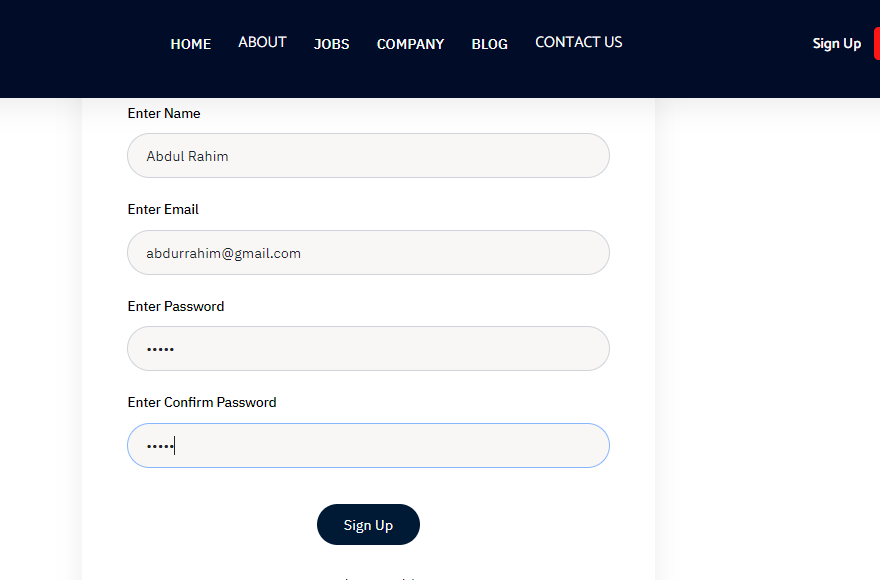 HOME ABOUT JOBS COMPANY BLOG CONTACT US Sign Up
Enter Name
Abdul Rahim
Enter Email
abdurrahim@gmail.com
Enter Password
•••••
Enter Confirm Password
•••••
Sign Up